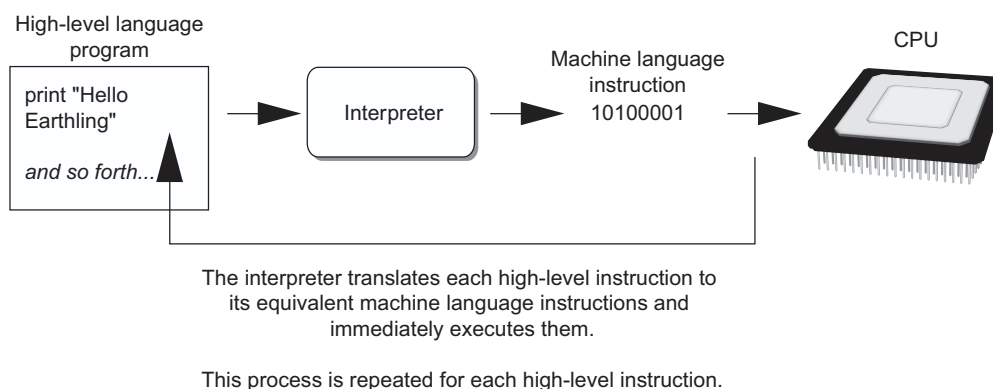 High-level language
program
print "Hello
Earthling"
and so forth...
Interpreter
Machine language
instruction
10100001
CPU
The interpreter translates each high-level instruction to
its equivalent machine language instructions and
immediately executes them.
This process is repeated for each high-level instruction.